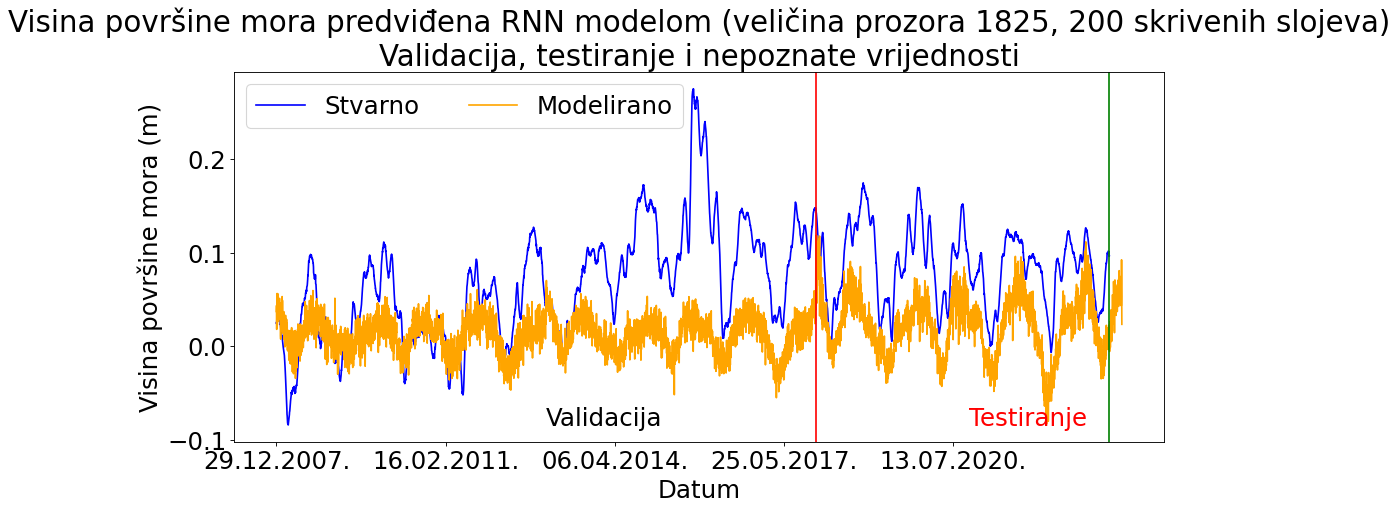 Visina površine mora predviđena RNN modelom (veličina prozora 1825, 200 skrivenih slojeva)
Validacija, testiranje i nepoznate vrijednosti
Stvarno
Modelirano
Visina površine mora (m)
0.2
0.1
0.0
−0.1
Validacija
Testiranje
29.12.2007.
16.02.2011.
06.04.2014.
25.05.2017.
13.07.2020.
Datum